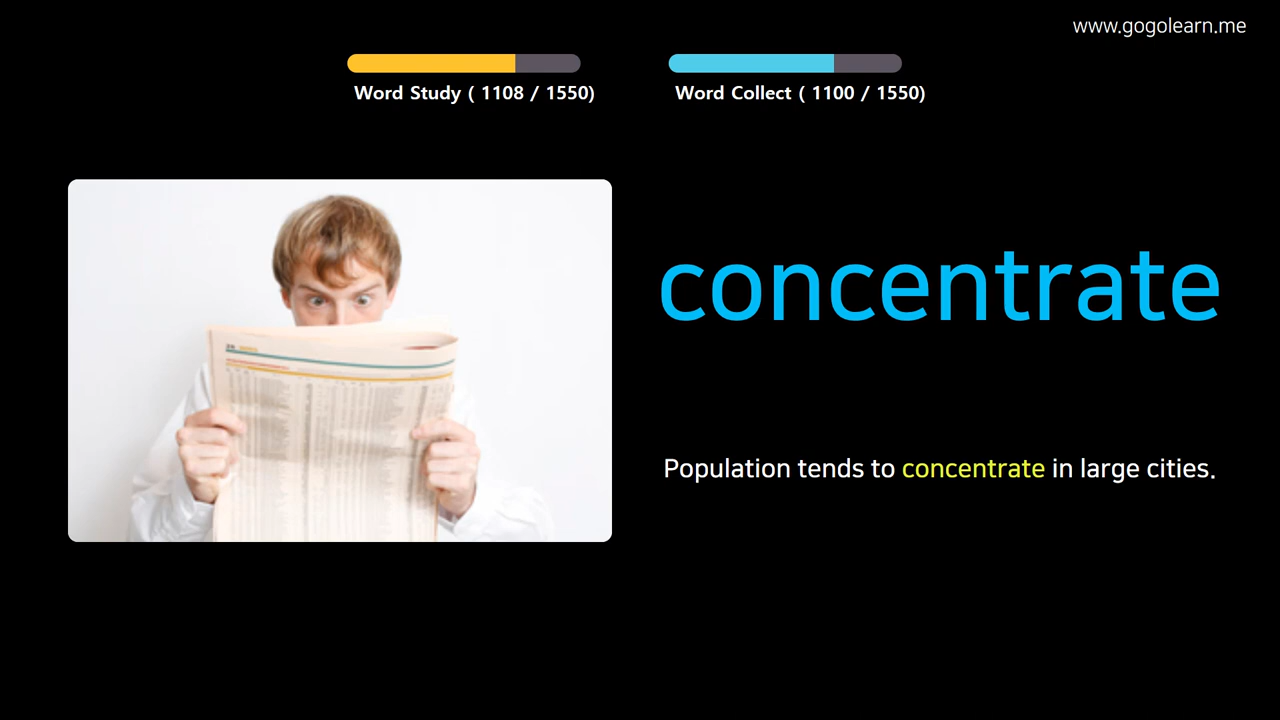 www.gogolearn.me
Word Study ( 1108 / 1550)
Word Collect ( 1100 / 1550)
concentrate
Population tends to concentrate in large cities.